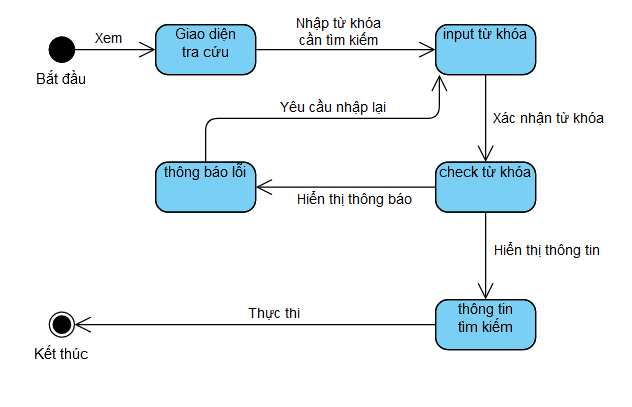 Xem
Giao diện
tra cứu
Nhập từ khóa
cần tìm kiếm
input từ khóa
Bắt đầu
Yêu cầu nhập lại
Xác nhận từ khóa
thông báo lỗi
check từ khóa
Hiển thị thông báo
Hiển thị thông tin
thông tin
tìm kiếm
Thực thi
Kết thúc